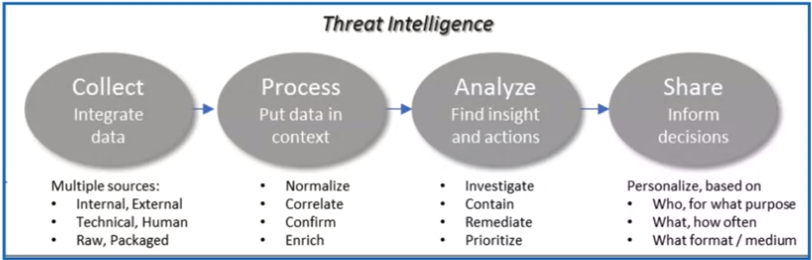 Threat Intelligence
Collect
Integrate
data
Process
Put data in
context
Analyze
Find insight
and actions
Share
Inform
decisions
Multiple sources:
• Internal, External
• Technical, Human
• Raw, Packaged
• Normalize
• Correlate
• Confirm
• Enrich
• Investigate
• Contain
• Remediate
• Prioritize
Personalize, based on
• Who, for what purpose
• What, how often
• What format / medium